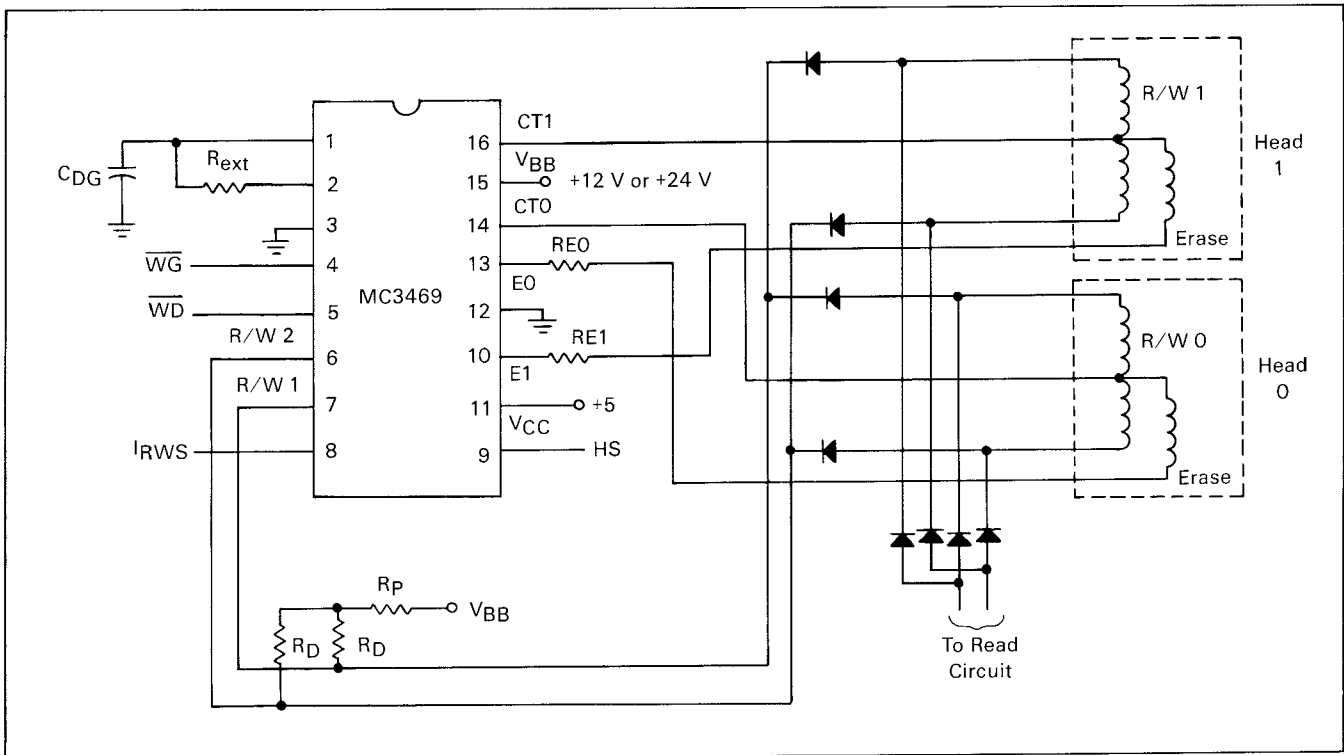 CT1
R/W 1
1
16
Head
1
Rext
VBB
CDG
2
15
+12 V or +24 V
CT0
3
14
RE0
Erase
WG
4
13
E0
MC3469
WD
5
12
R/W 0
R/W 2
RE1
6
10
Head
0
R/W 1
E1
7
11
+5
VCC
IRWS
8
9
HS
Erase
RP
VBB
RD
RD
To Read
Circuit